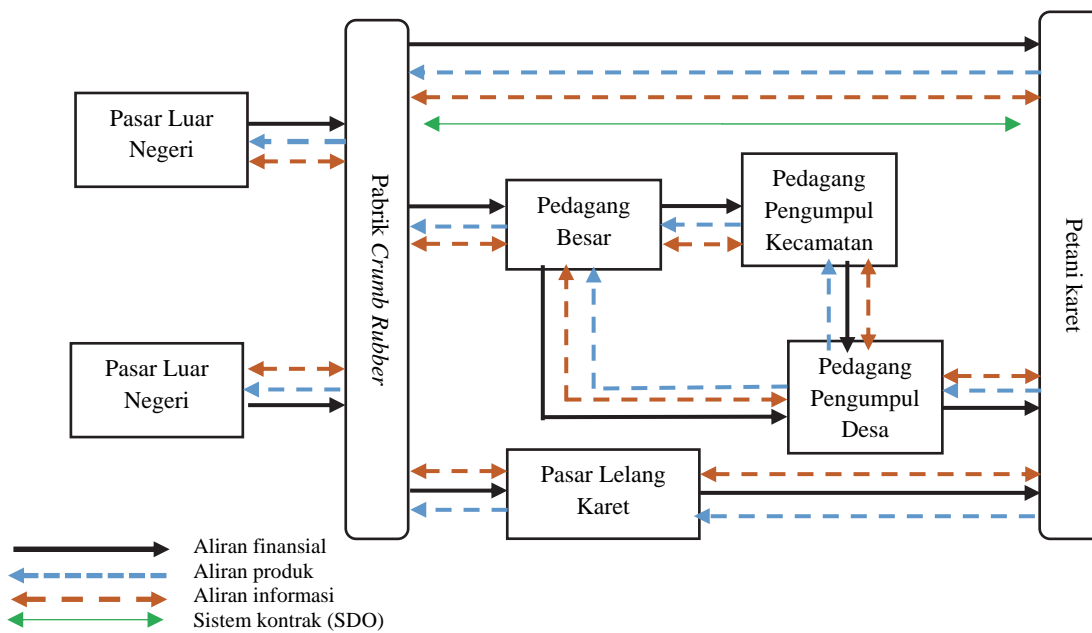 Pasar Luar
Negeri
Pasar Luar
Negeri
Pabrik Crumb Rubber
Pedagang
Besar
Pedagang
Pengumpul
Kecamatan
Pedagang
Pengumpul
Desa
Pasar Lelang
Karet
Petani karet
Aliran finansial
Aliran produk
Aliran informasi
Sistem kontrak (SDO)